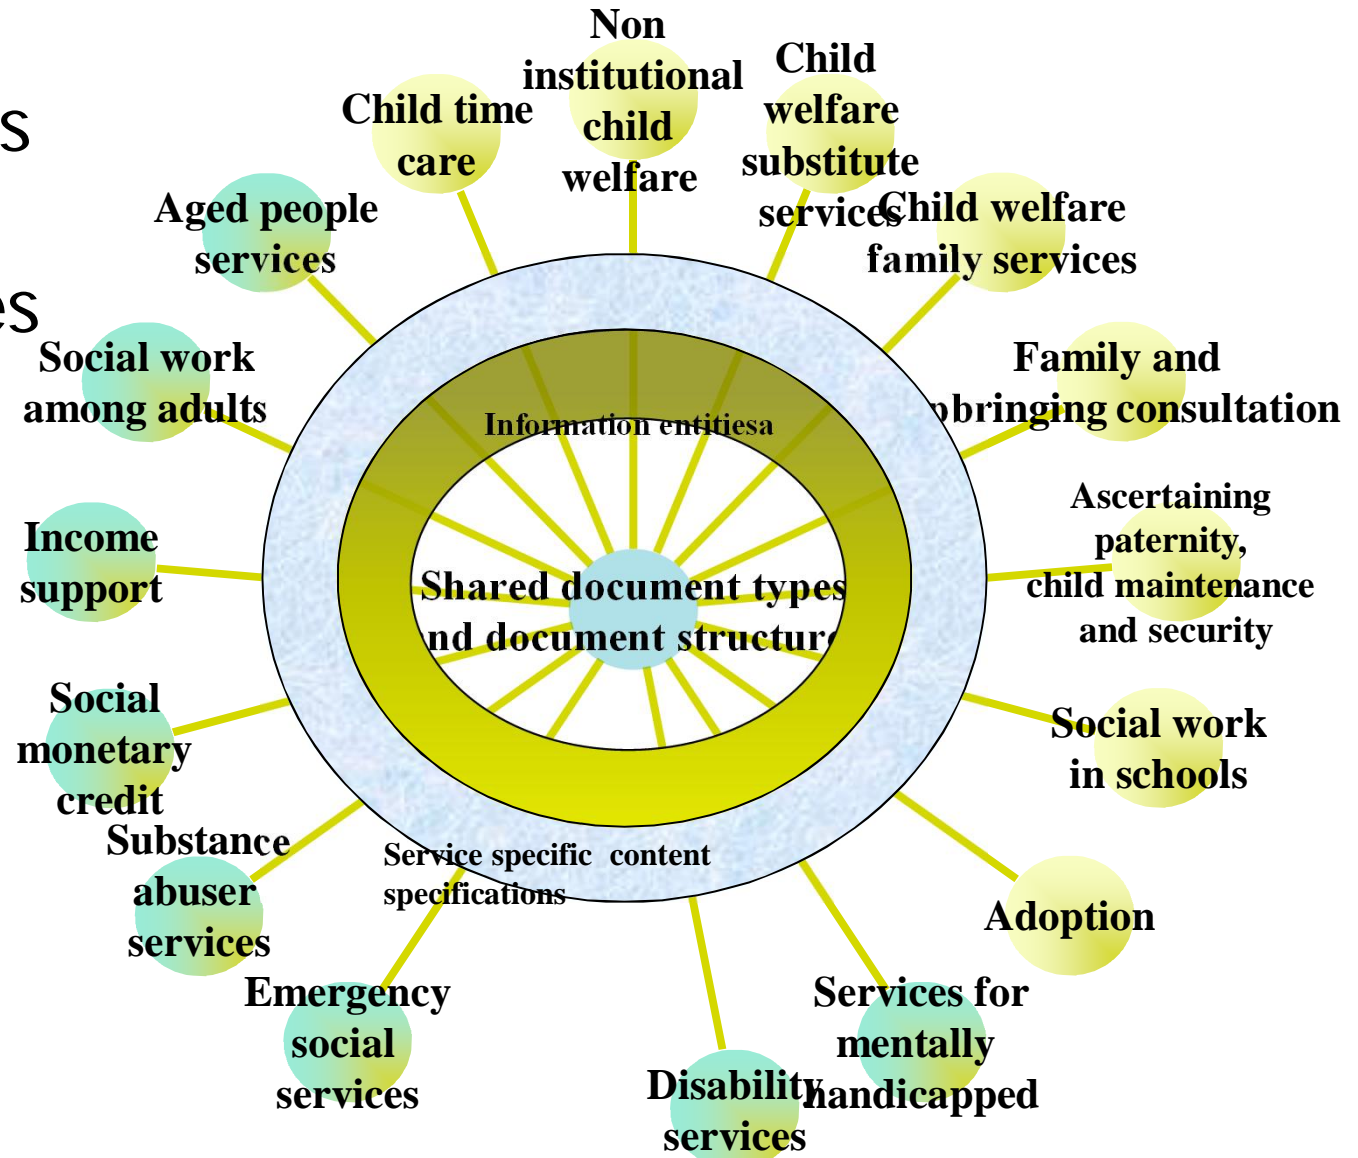 s
es
Non
institutional
child
welfare
Child
welfare
substitute
services
Child welfare
family services
Family and
pbringing consultation
Ascertaining
paternity,
child maintenance
and security
Social work
in schools
Adoption
Services for
mentally
handicapped
Disability
services
Emergency
social
services
Substance
abuser
services
Social
monetary
credit
Income
support
Social work
among adults
Aged people
services
Child time
care
Information entitiesa
Shared document types
nd document structure
Service specific content
specifications